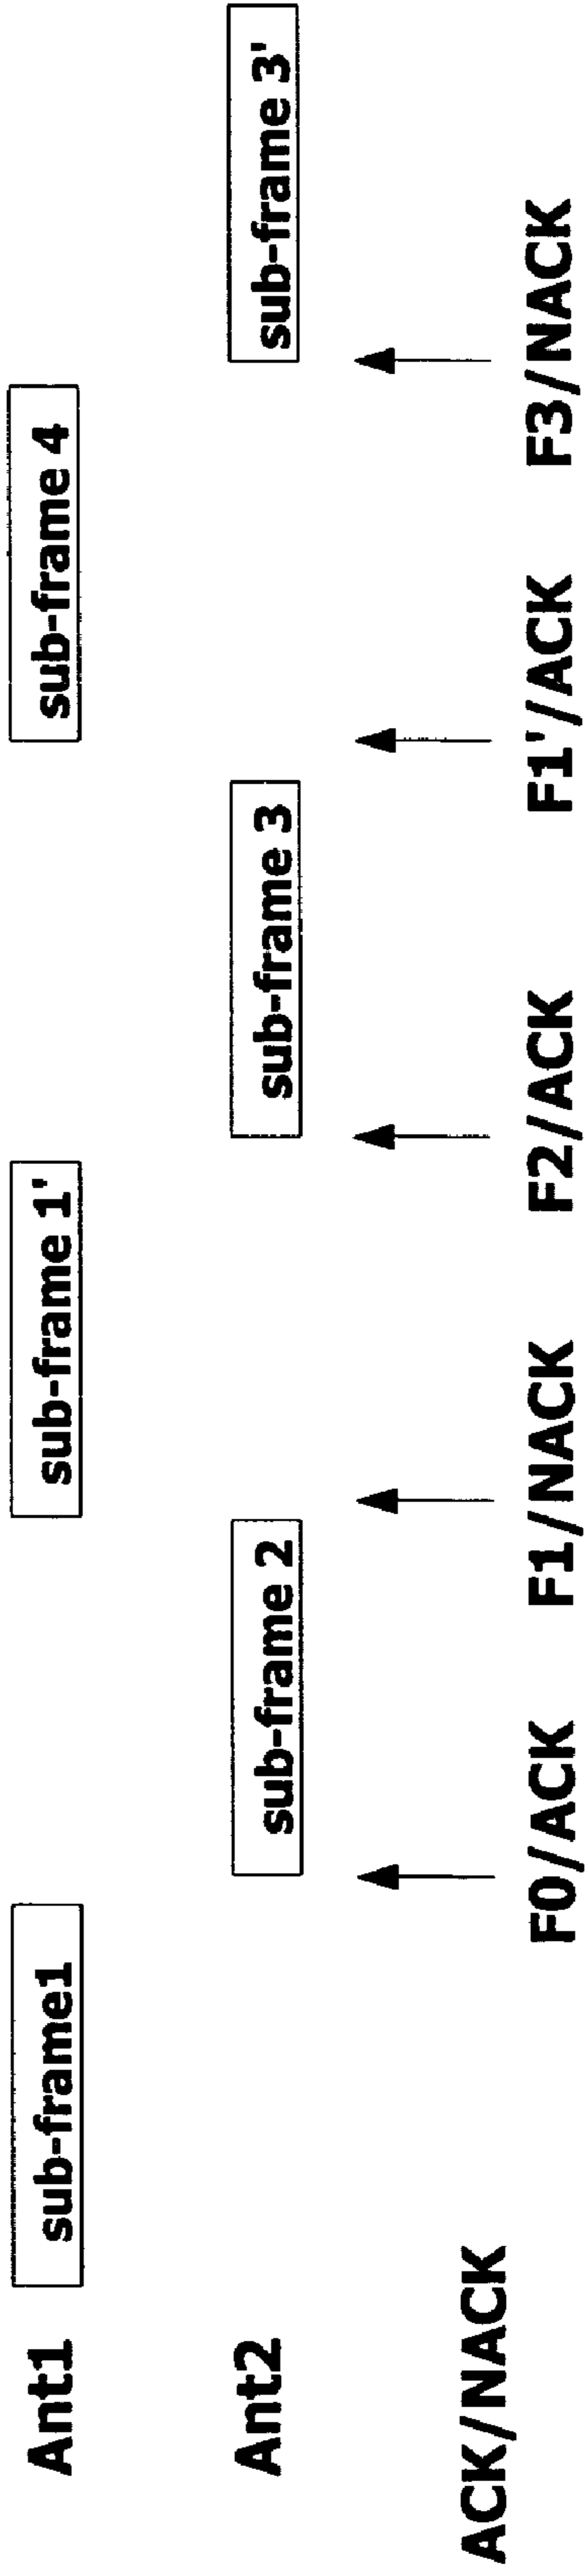 Ant1
sub-frame1
sub-frame 1'
sub-frame 4
Ant2
sub-frame 2
sub-frame 3
sub-frame 3'
ACK/NACK
F0/ACK
F1/NACK
F2/ACK
F1'/ACK
F3/NACK